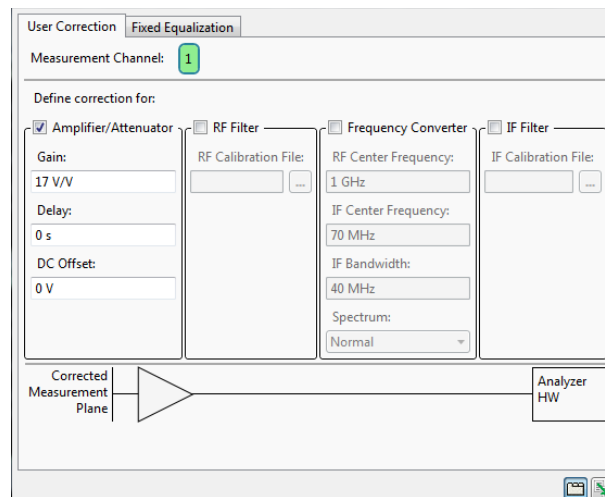 User Correction
Fixed Equalization
Measurement Channel:
1
Define correction for:
Amplifier/Attenuator
Gain:
17 V/V
Delay:
0 s
DC Offset:
0 V
RF Filter
RF Calibration File:
...
Frequency Converter
RF Center Frequency:
1 GHz
IF Center Frequency:
70 MHz
IF Bandwidth:
40 MHz
Spectrum:
Normal
IF Filter
IF Calibration File:
...
Corrected
Measurement
Plane
Analyzer
HW